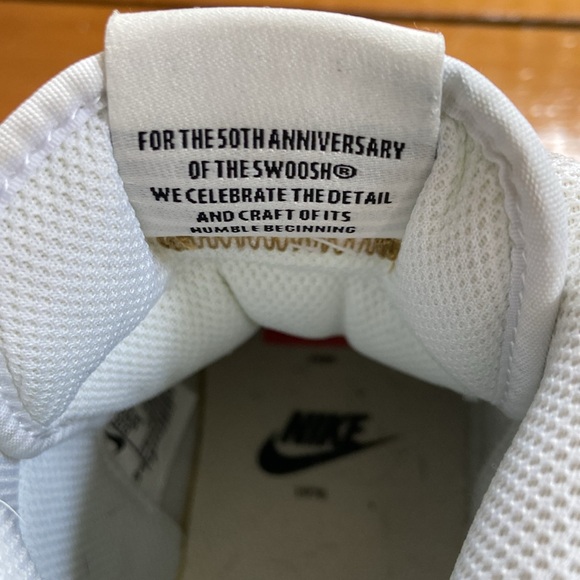 FOR THE 50TH ANNIVERSARY
OF THE SWOOSH®
WE CELEBRATE THE DETAIL
AND CRAFT OF ITS
HUMBLE BEGINNING
NIKE